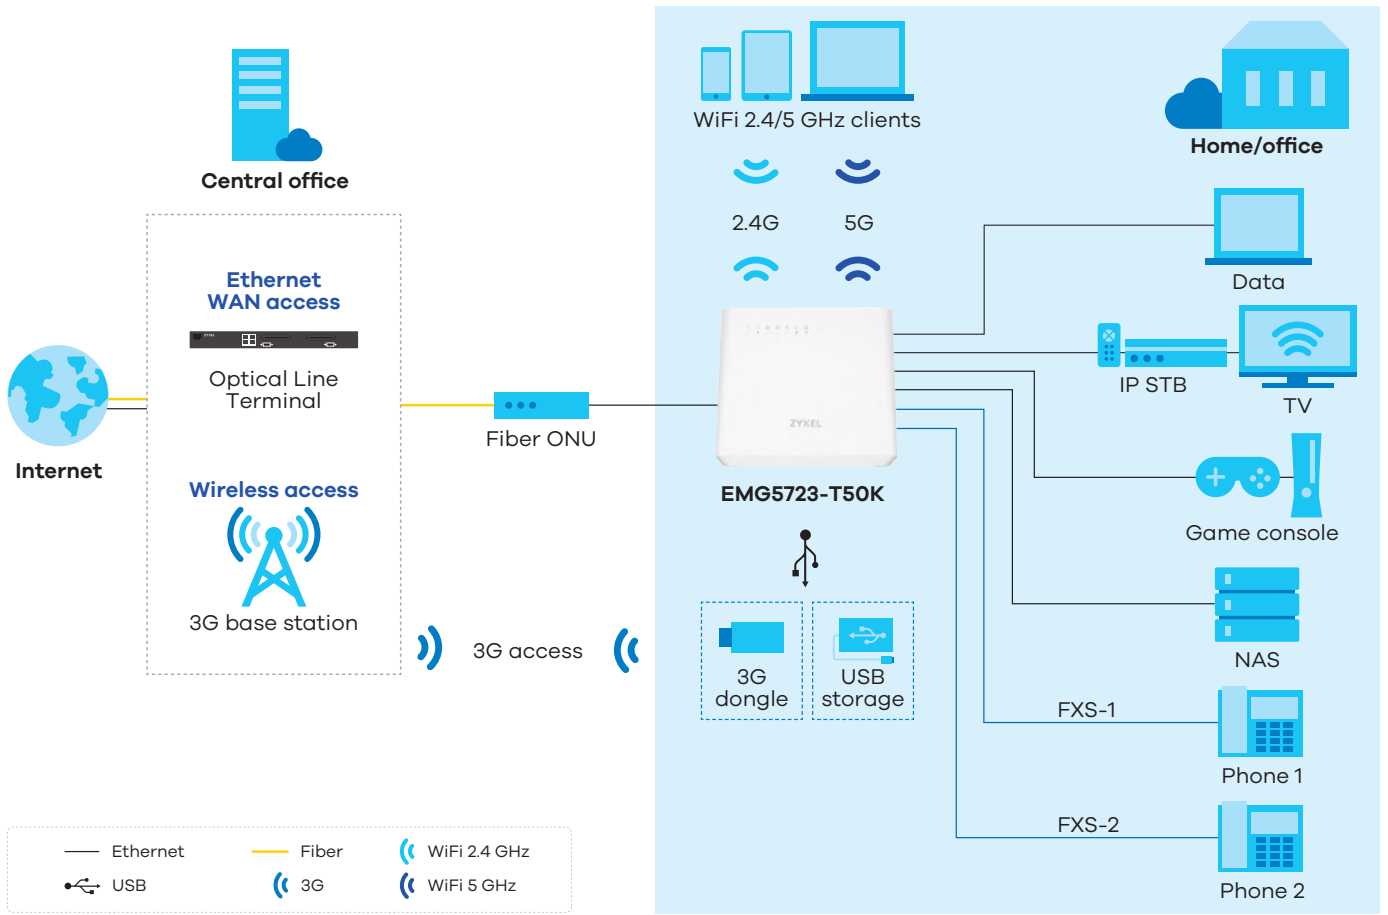 Central office
Ethernet
WAN access
ZYXEL
Optical Line
Terminal
Internet
Wireless access
3G base station
Fiber ONU
3G access
WiFi 2.4/5 GHz clients
2.4G
5G
ZYXEL
EMG5723-T50K
3G
dongle
USB
storage
Home/office
Data
IP STB
TV
Game console
NAS
FXS-1
Phone 1
FXS-2
Phone 2
Ethernet
Fiber
WiFi 2.4 GHz
USB
3G
WiFi 5 GHz